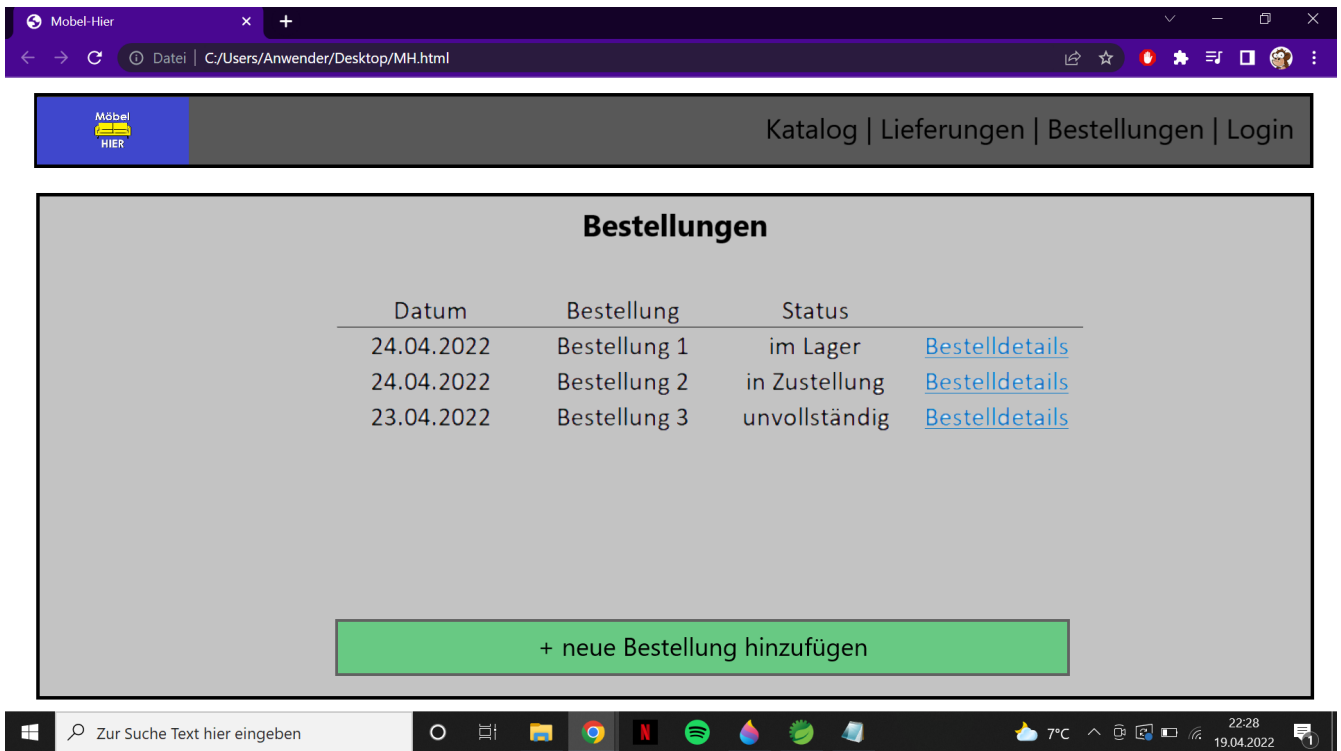 Mobel-Hier
Datei | C:/Users/Anwender/Desktop/MH.html
Möbel
HIER
Katalog | Lieferungen | Bestellungen | Login
Bestellungen
Datum Bestellung Status
24.04.2022 Bestellung 1 im Lager Bestelldetails
24.04.2022 Bestellung 2 in Zustellung Bestelldetails
23.04.2022 Bestellung 3 unvollständig Bestelldetails
+ neue Bestellung hinzufügen
Zur Suche Text hier eingeben
N
7°C
22:28
19.04.2022
1